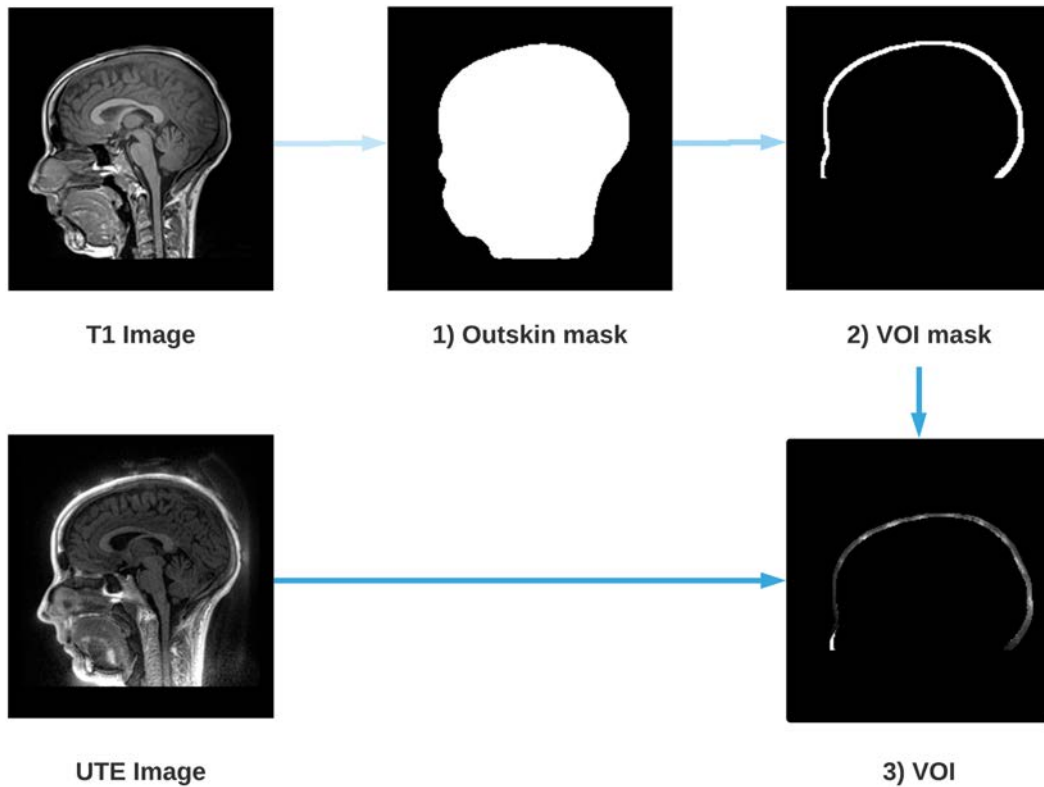 T1 Image
1) Outskin mask
2) VOI mask
UTE Image
3) VOI